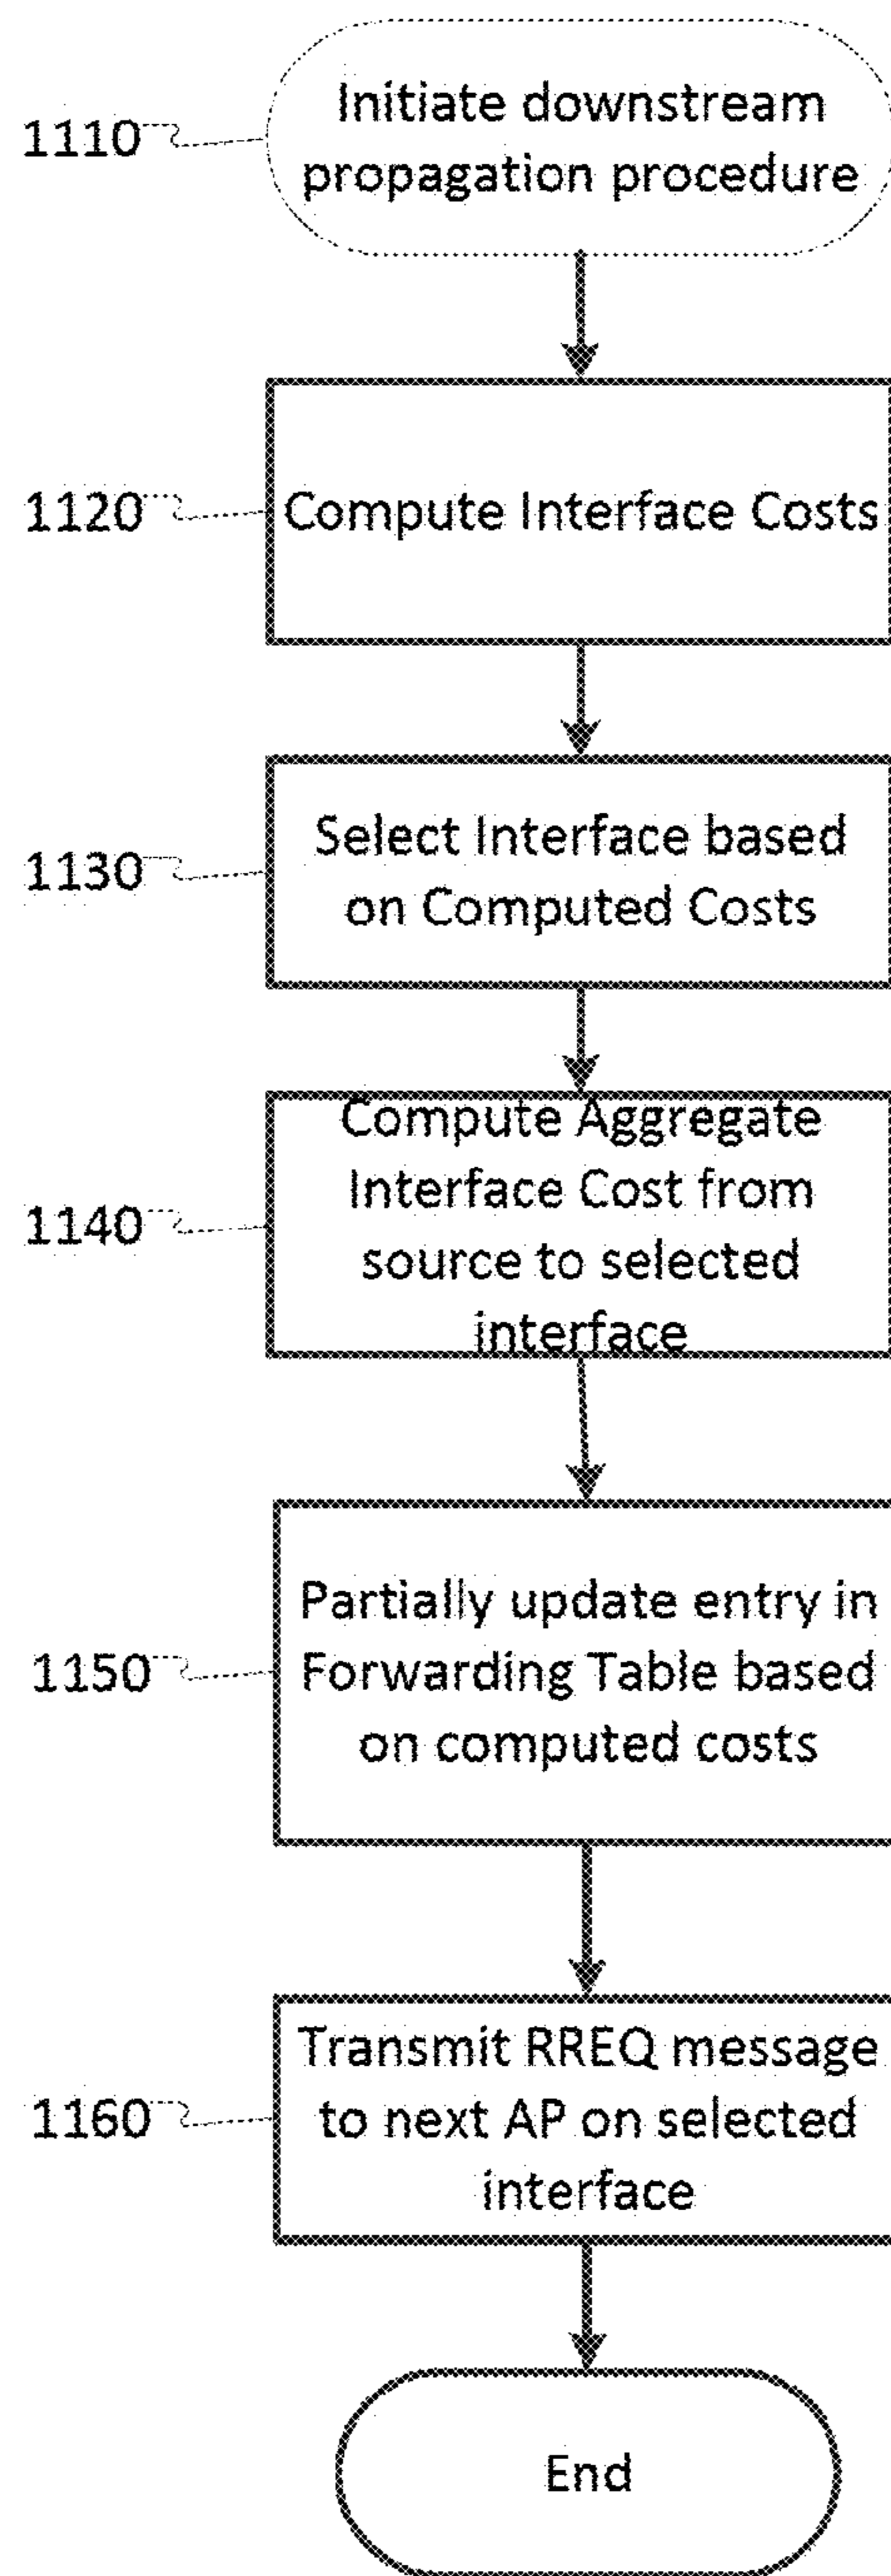 1110
Initiate downstream
propagation procedure
1120
Compute Interface Costs
1130
Select Interface based
on Computed Costs
1140
Compute Aggregate
Interface Cost from
source to selected
interface
1150
Partially update entry in
Forwarding Table based
on computed costs
1160
Transmit RREQ message
to next AP on selected
interface
End